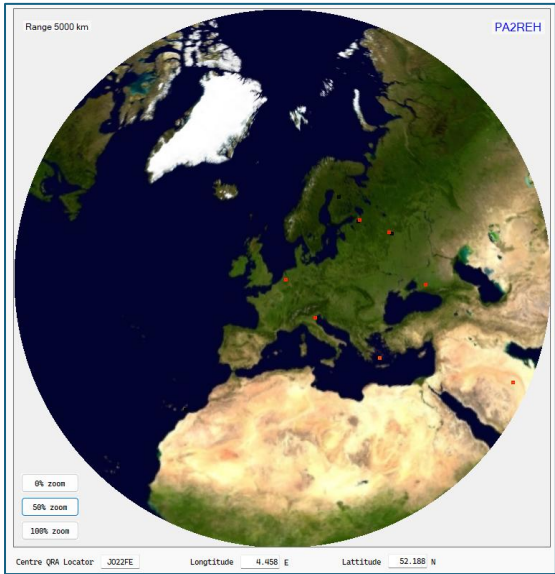 Range 5000 km
PA2REH
0% zoom
50% zoom
100% zoom
Centre QRA Locator JO22FE Longtitude 4.458 E Lattitude 52.188 N